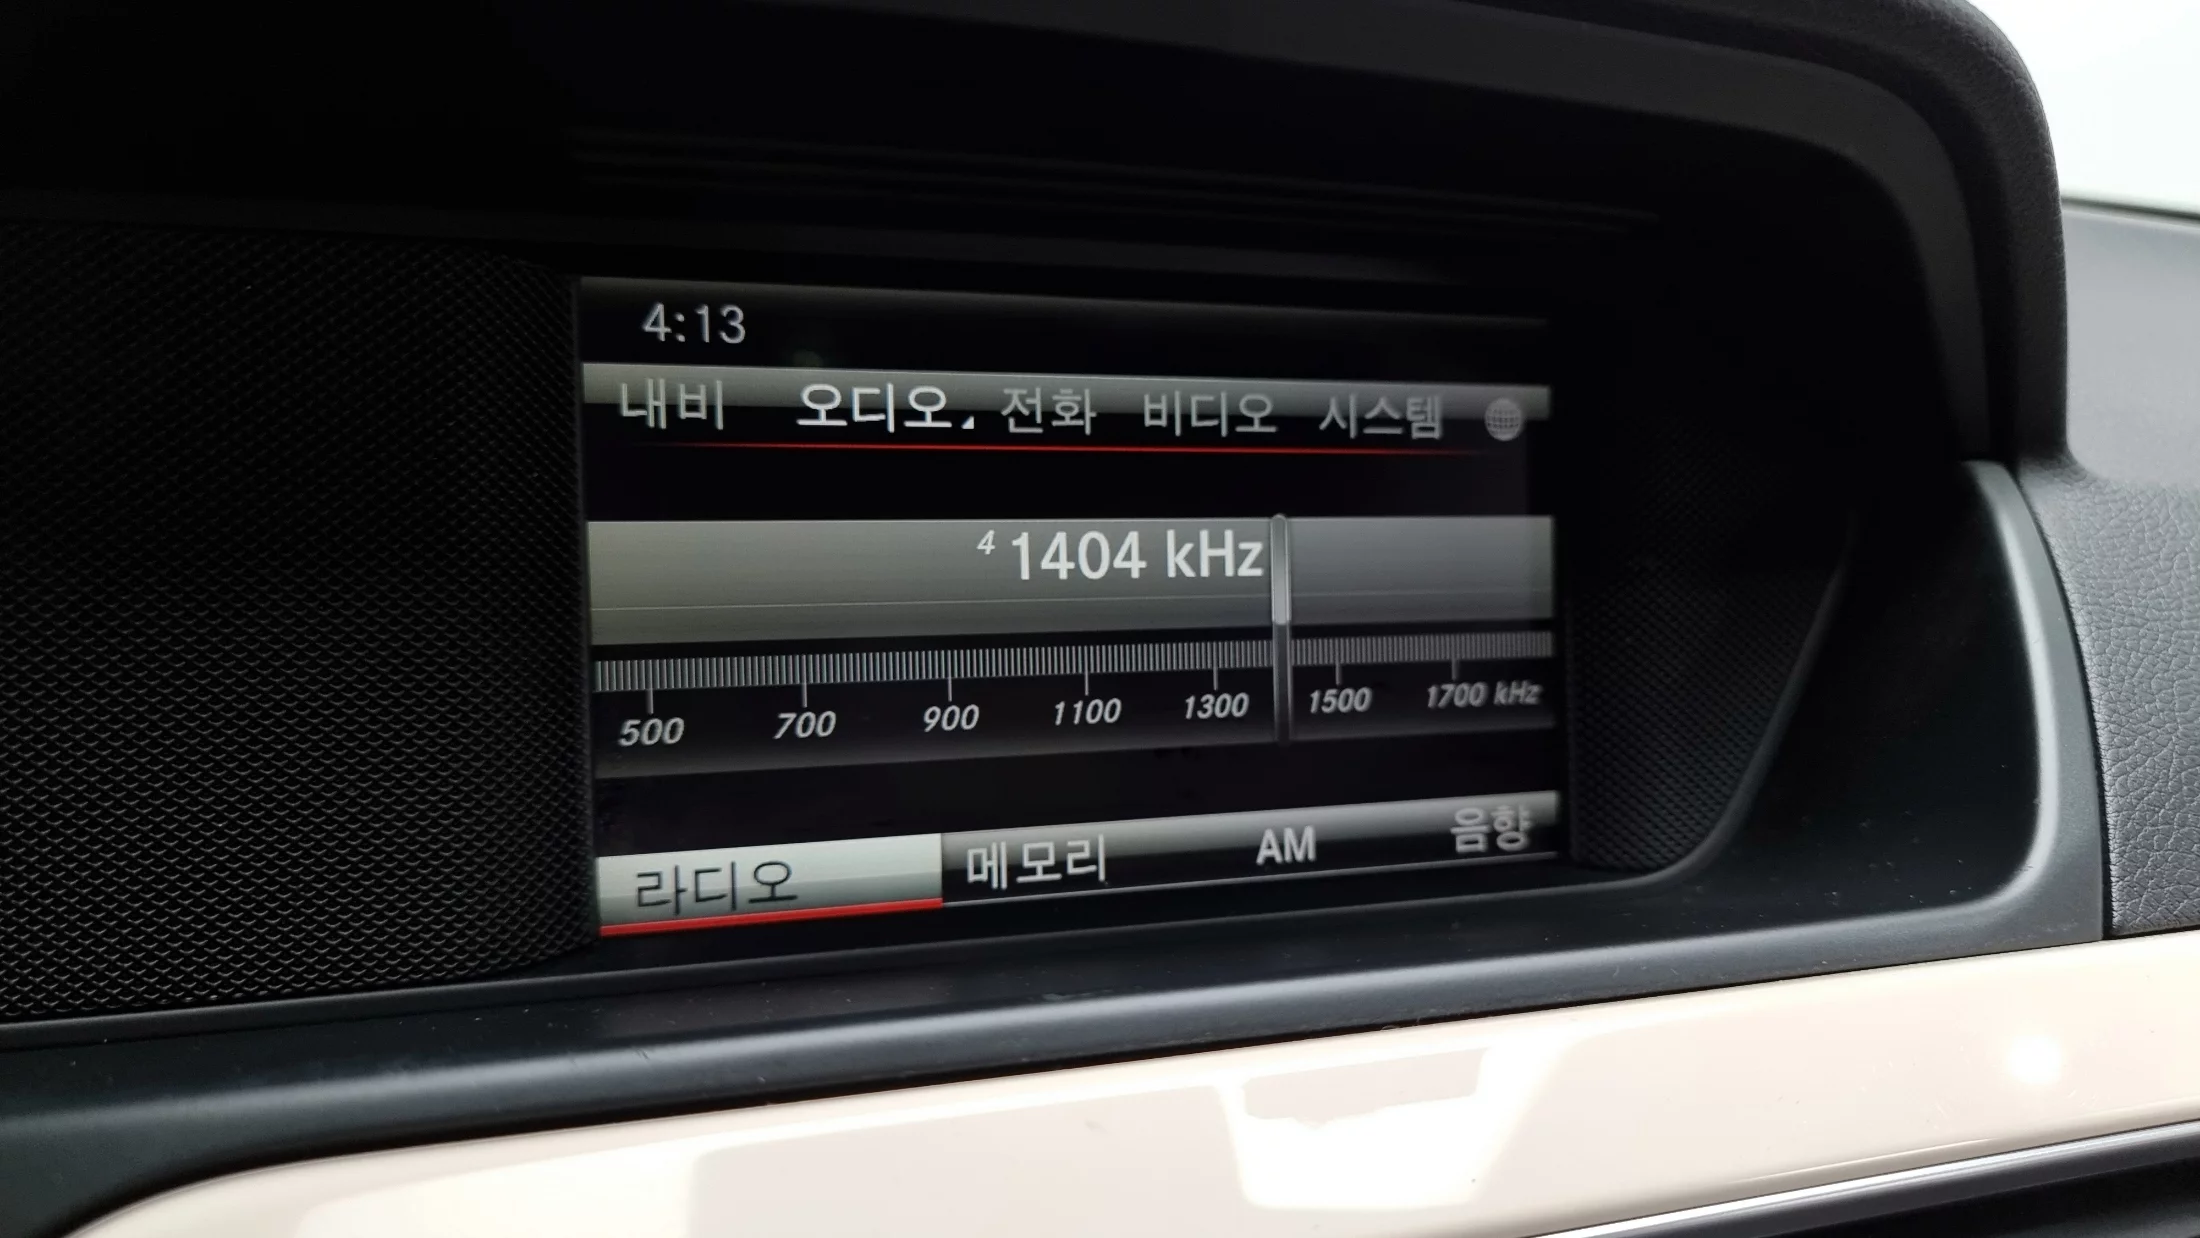 4:13
내비 오디오 전화 비디오 시스템
4 1404 kHz
500 700 900 1100 1300 1500 1700 kHz
라디오 메모리 AM 음향